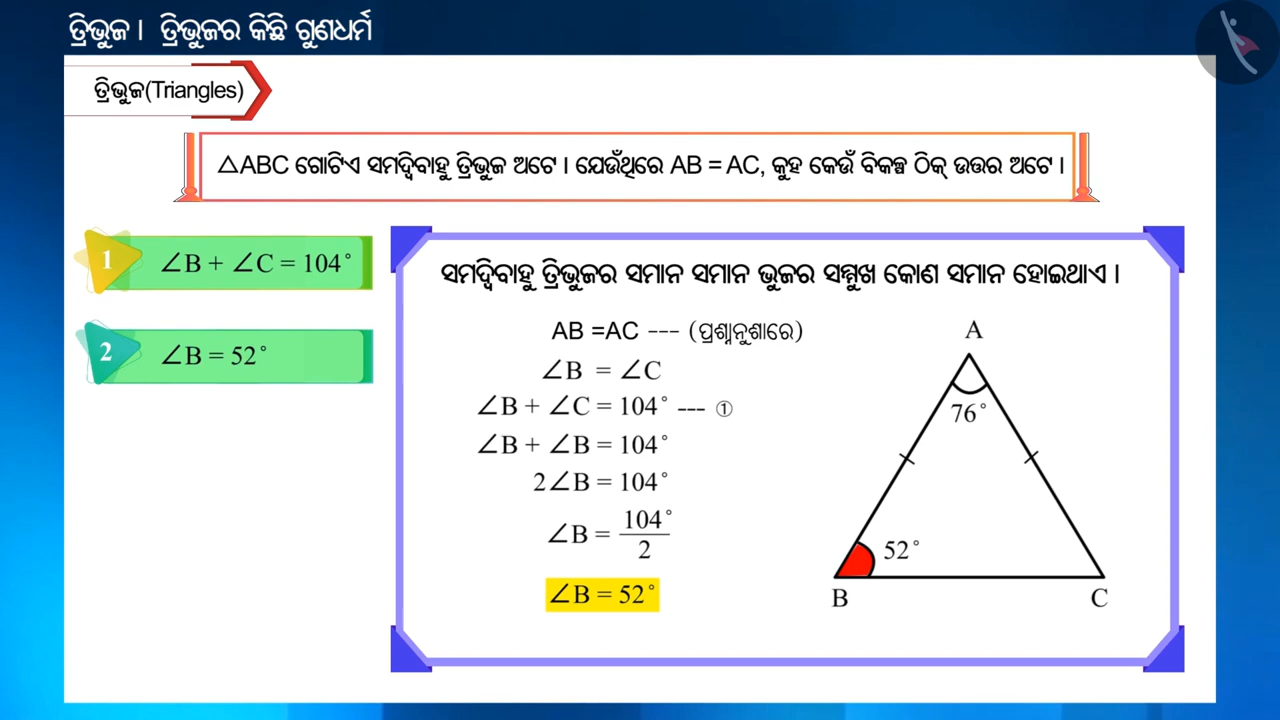 ତ୍ରିଭୁଜ । ତ୍ରିଭୁଜର କିଛି ଗୁଣଧର୍ମ
ତ୍ରିଭୁଜ(Triangles)
△ABC ଗୋଟିଏ ସମଦ୍ୱିବାହୁ ତ୍ରିଭୁଜ ଅଟେ । ଯେଉଁଥିରେ AB = AC, କୁହ କେଉଁ ବିକଳ୍ପ ଠିକ୍ ଉତ୍ତର ଅଟେ ।
1 ∠B + ∠C = 104°
2 ∠B = 52°
ସମଦ୍ୱିବାହୁ ତ୍ରିଭୁଜର ସମାନ ସମାନ ଭୁଜର ସମ୍ମୁଖ କୋଣ ସମାନ ହୋଇଥାଏ ।
AB =AC --- (ପ୍ରଶ୍ନାନୁଶାରେ)
∠B = ∠C
∠B + ∠C = 104° --- ①
∠B + ∠B = 104°
2∠B = 104°
∠B = 104°/2
∠B = 52°
A
76°
52°
B
C